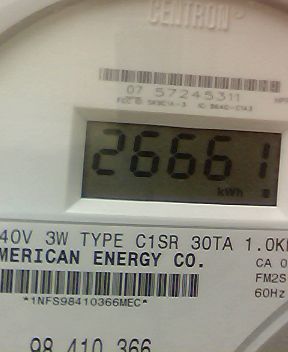 CENTRON®
07 57245311
26661
kWh
40V 3W TYPE C1SR 30TA 1.0K
MERICAN ENERGY CO.
CA 0
FM2S
60Hz
*1NFS98410366MEC*
98 410 366